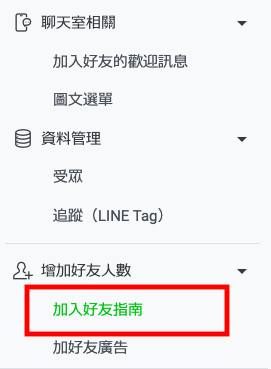 聊天室相關
加入好友的歡迎訊息
圖文選單
資料管理
受眾
追蹤（LINE Tag）
增加好友人數
加入好友指南
加好友廣告